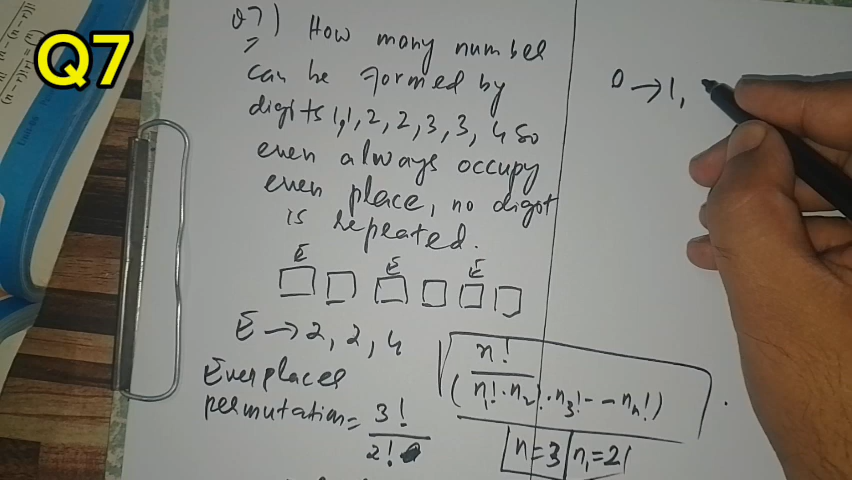 Q7
Q7) How many number
can be formed by
digits 1,1, 2, 2, 3, 3, 4 so
even always occupy
even place, no digit
is repeated.
E E E
E → 2, 2, 4
Even places
permutation = 3!
2!
n!
(n1! · n2! · n3! - - nn!)
n=3 n1=2!
0 → 1,